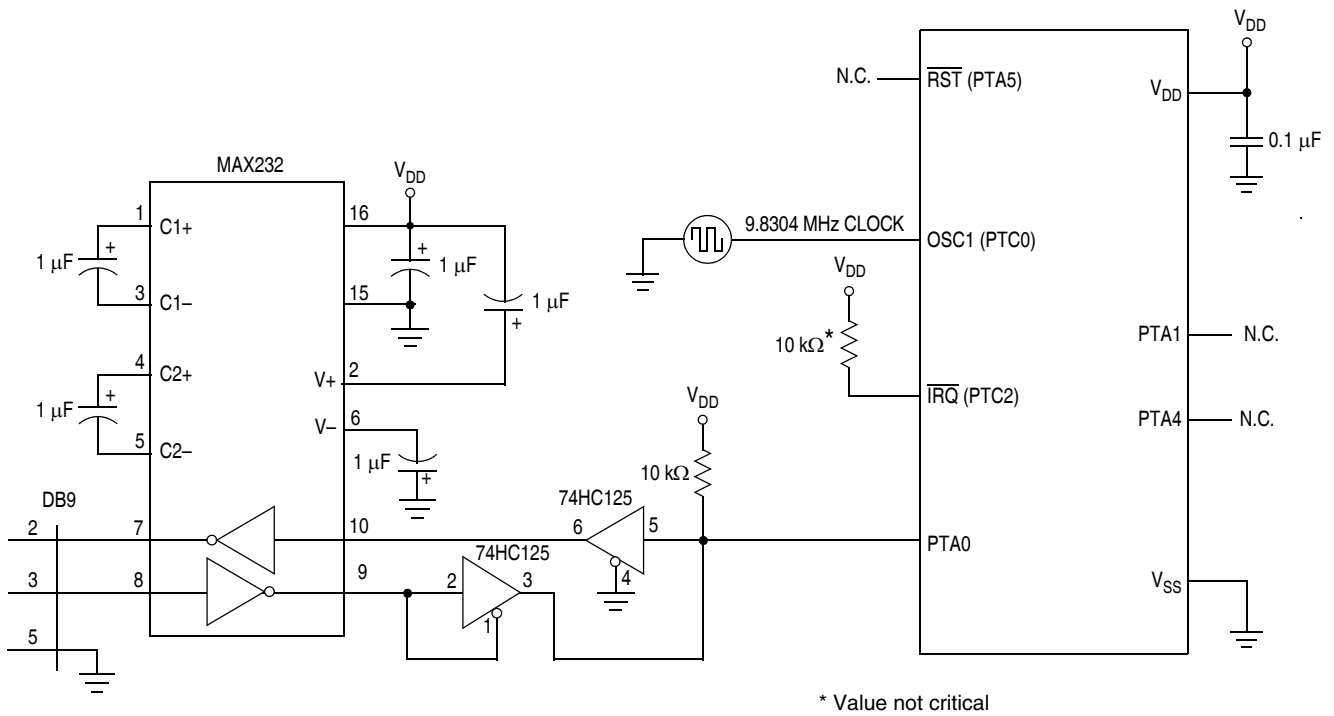 V_DD
N.C.
RST (PTA5)
V_DD
0.1 μF
MAX232
V_DD
1
C1+
16
+
1 μF
3
C1–
+
1 μF
15
1 μF
+
9.8304 MHz CLOCK
OSC1 (PTC0)
V_DD
10 kΩ*
PTA1
N.C.
4
C2+
V+
2
+
1 μF
5
C2–
V–
6
1 μF
+
V_DD
IRQ (PTC2)
PTA4
N.C.
10 kΩ
DB9
74HC125
2
7
10
6
5
4
PTA0
74HC125
3
8
9
2
3
1
V_SS
5
* Value not critical